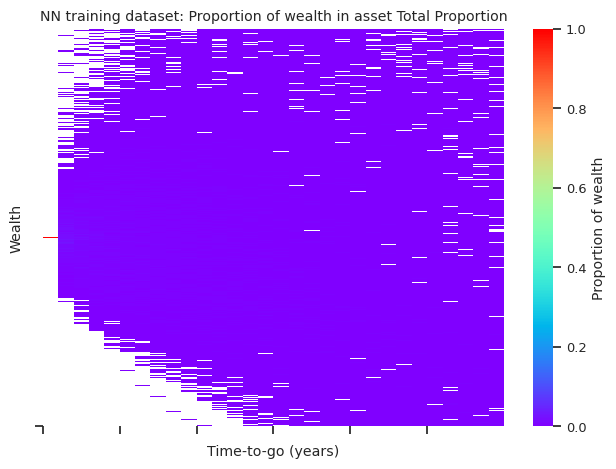 NN training dataset: Proportion of wealth in asset Total Proportion
Wealth
Time-to-go (years)
1.0
0.8
0.6
0.4
0.2
0.0
Proportion of wealth